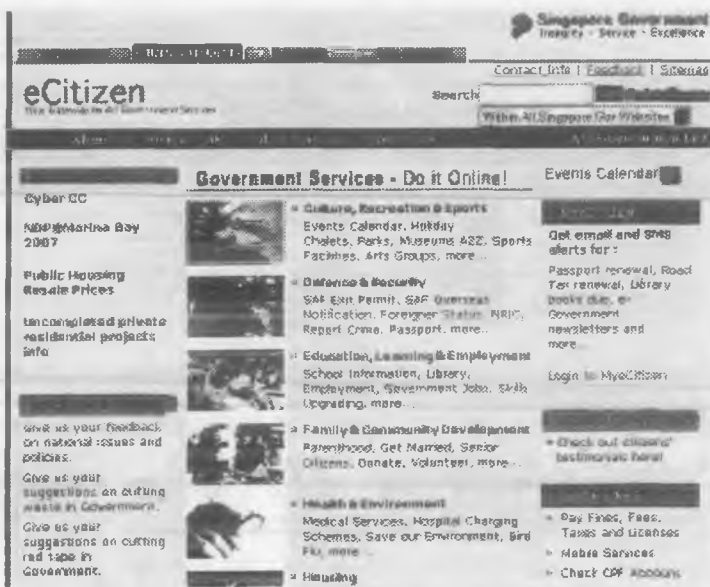 Singapore Government
Integrity • Service • Excellence
Contact Info | Feedback | Sitemap
eCitizen
Search
Within All Singapore Gov Websites
Government Services - Do it Online!
Events Calendar
Cyber CC
NDP@Marina Bay
2007
Public Housing
Resale Prices
Uncompleted private
residential projects
info
Give us your feedback
on national issues and
policies.
Give us your
suggestions on cutting
waste in Government.
Give us your
suggestions on cutting
red tape in
Government.
» Culture, Recreation & Sports
Events Calendar, Holiday
Chalets, Parks, Museums A2Z, Sports
Facilities, Arts Groups, more...
» Defence & Security
SAF Exit Permit, SAF Overseas
Notification, Foreigner Status, NRIC,
Report Crime, Passport, more...
» Education, Learning & Employment
School Information, Library,
Employment, Government Jobs, Skills
Upgrading, more...
» Family & Community Development
Parenthood, Get Married, Senior
Citizens, Donate, Volunteer, more...
» Health & Environment
Medical Services, Hospital Charging
Schemes, Save our Environment, Bird
Flu, more...
» Housing
Get email and SMS
alerts for :
Passport renewal, Road
Tax renewal, Library
books due, e-
Government
newsletters and
more...
Login to MyeCitizen
» Check out citizens'
testimonials here!
» Pay Fines, Fees,
Taxes and Licenses
» Mobile Services
» Check CPF Account